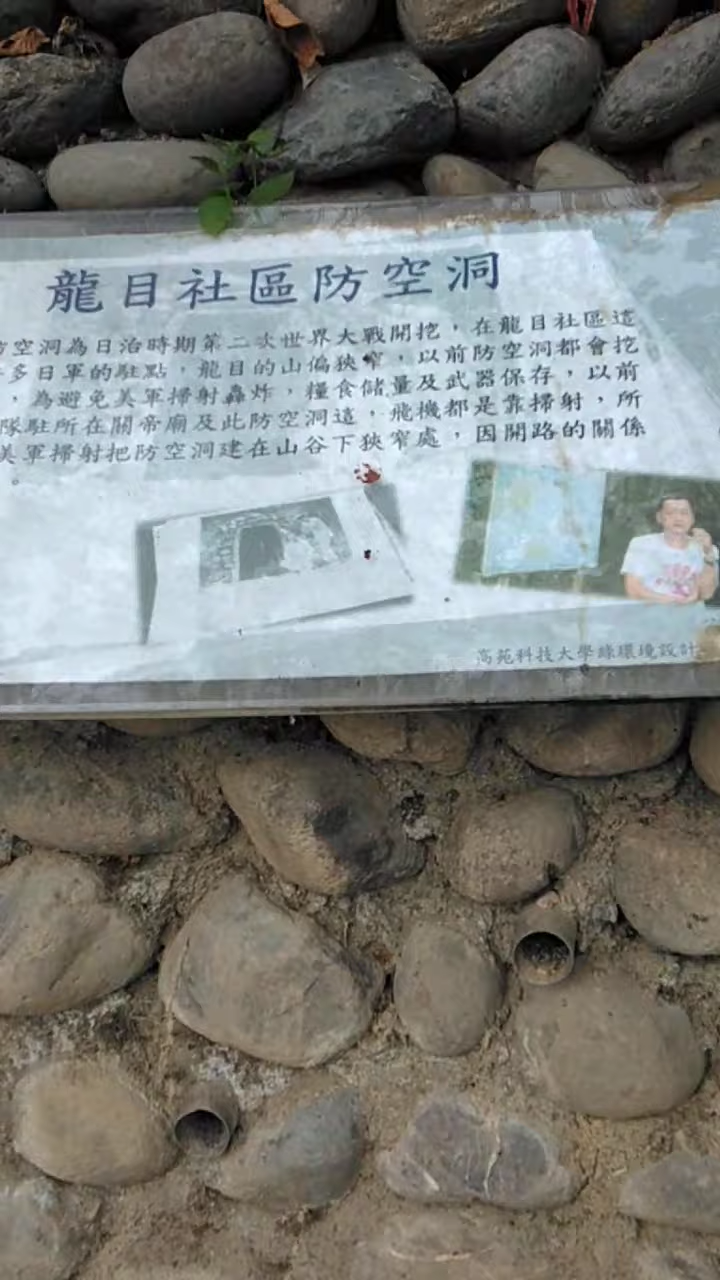 龍目社區防空洞
防空洞為日治時期第二次世界大戰開挖，在龍目社區這
多日軍的駐點，龍目的山偏狹窄，以前防空洞都會挖
，為避免美軍掃射轟炸，糧食儲量及武器保存，以前
隊駐所在關帝廟及此防空洞這，飛機都是靠掃射，所
美軍掃射把防空洞建在山谷下狹窄處，因開路的關係
。
高苑科技大學綠環境設計